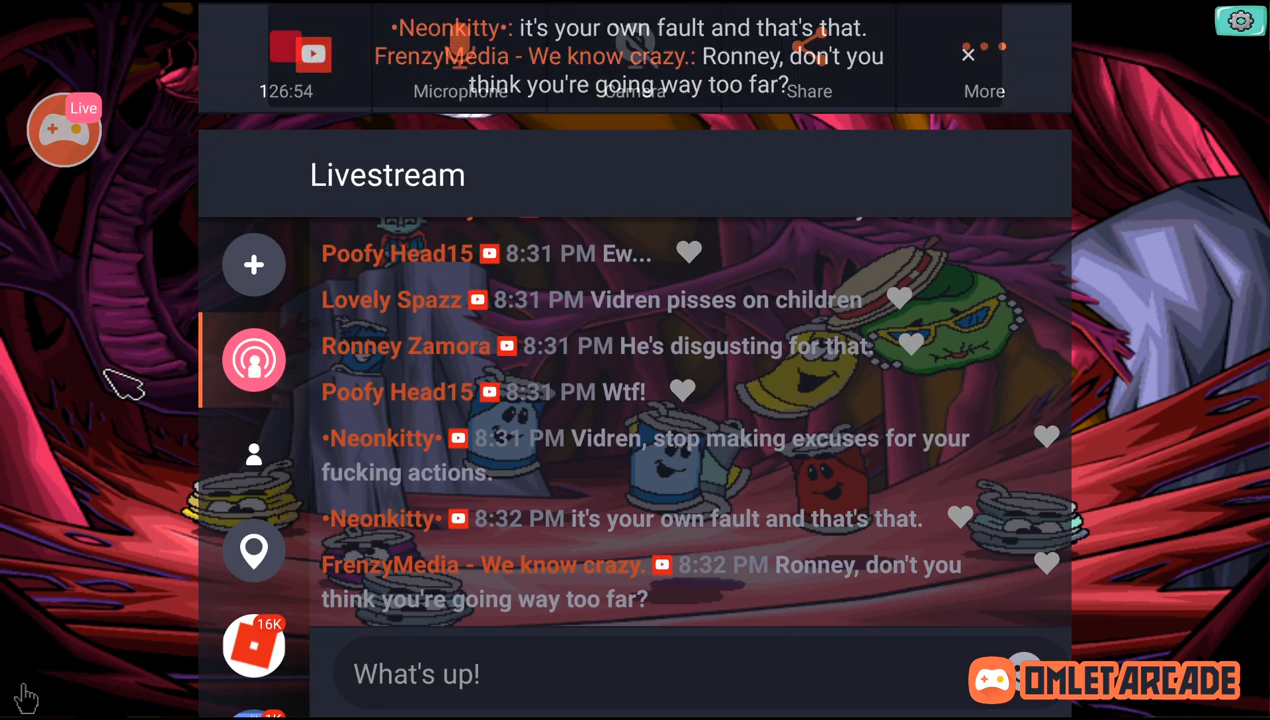 •Neonkitty•: it's your own fault and that's that.
FrenzyMedia - We know crazy.: Ronney, don't you
think you're going way too far?
126:54
Microphone
Camera
Share
More
Live
Livestream
Poofy Head15 8:31 PM Ew...
Lovely Spazz 8:31 PM Vidren pisses on children
Ronney Zamora 8:31 PM He's disgusting for that.
Poofy Head15 8:31 PM Wtf!
•Neonkitty• 8:31 PM Vidren, stop making excuses for your
fucking actions.
•Neonkitty• 8:32 PM it's your own fault and that's that.
FrenzyMedia - We know crazy. 8:32 PM Ronney, don't you
think you're going way too far?
16K
What's up!
OMLET ARCADE
1K